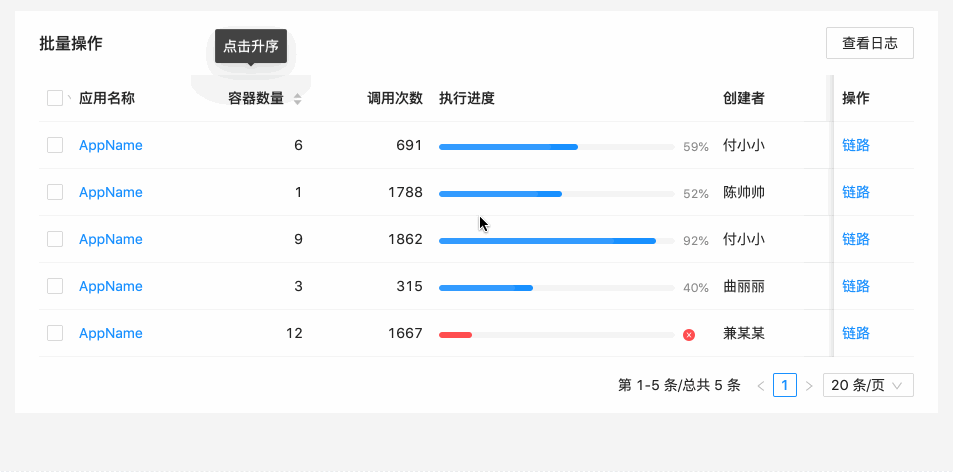 点击升序
批量操作
查看日志
应用名称 容器数量 调用次数 执行进度 创建者 操作
AppName 6 691 59% 付小小 链路
AppName 1 1788 52% 陈帅帅 链路
AppName 9 1862 92% 付小小 链路
AppName 3 315 40% 曲丽丽 链路
AppName 12 1667 兼某某 链路
第 1-5 条/总共 5 条 1 20 条/页